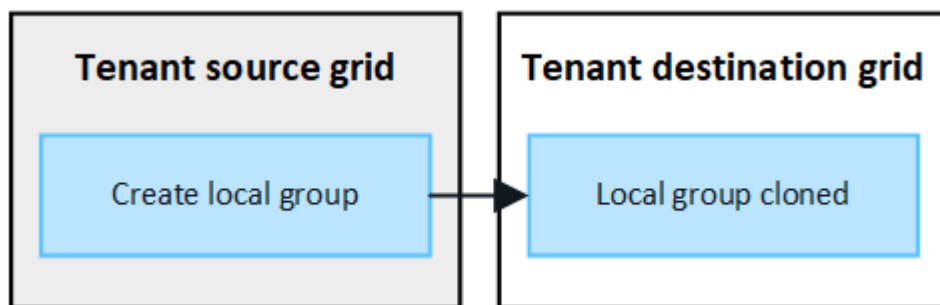 Tenant source grid
Create local group
Tenant destination grid
Local group cloned